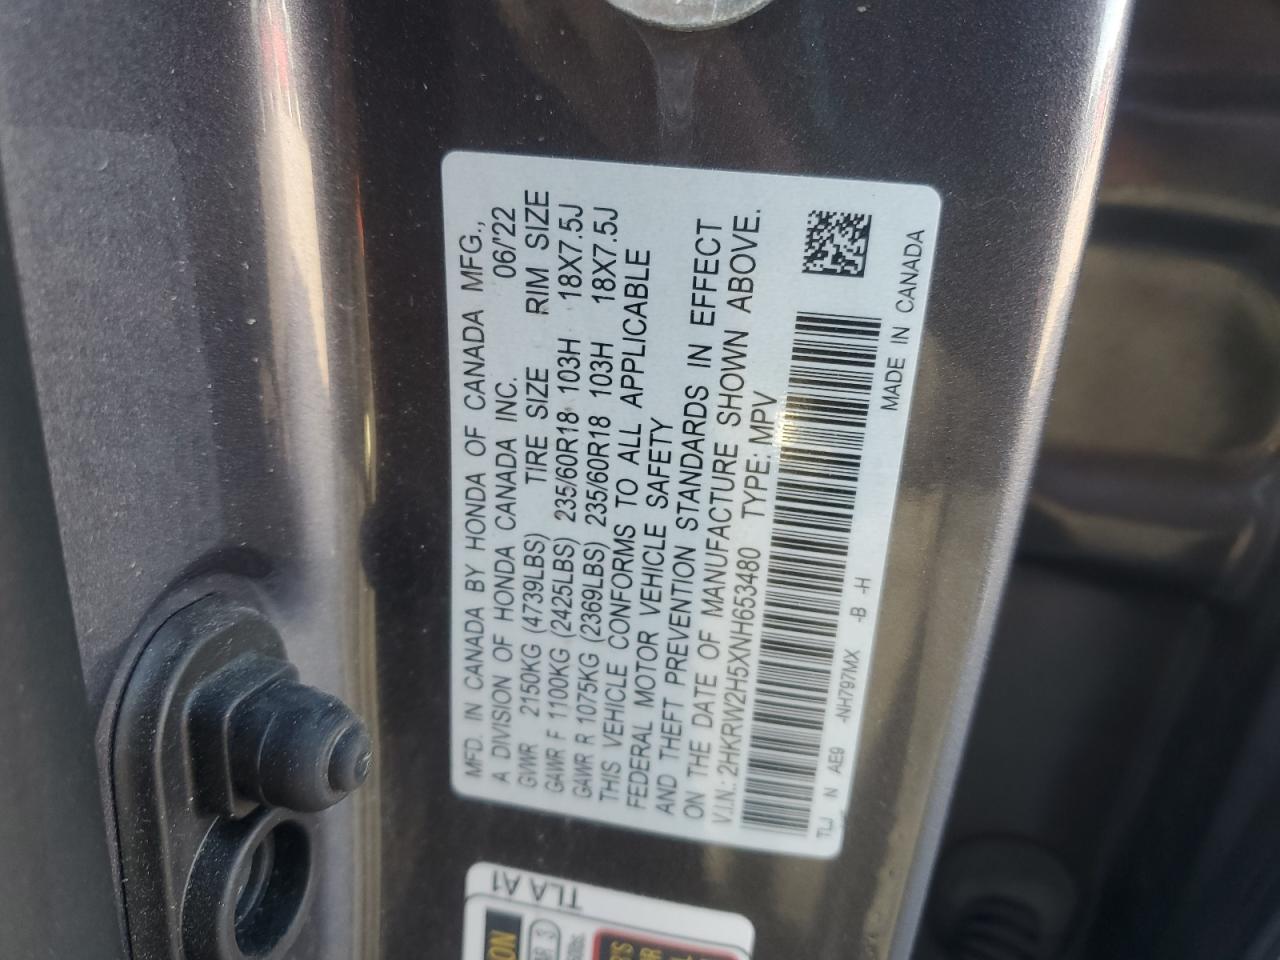 MFD. IN CANADA BY HONDA OF CANADA MFG.,
A DIVISION OF HONDA CANADA INC. 06/'22
GVWR 2150KG (4739LBS) TIRE SIZE RIM SIZE
GAWR F 1100KG (2425LBS) 235/60R18 103H 18X7.5J
GAWR R 1075KG (2369LBS) 235/60R18 103H 18X7.5J
THIS VEHICLE CONFORMS TO ALL APPLICABLE
FEDERAL MOTOR VEHICLE SAFETY
AND THEFT PREVENTION STANDARDS IN EFFECT
ON THE DATE OF MANUFACTURE SHOWN ABOVE.
V.I.N.: 2HKRW2H5XNH653480 TYPE: MPV
TLJ N AE9 -NH797MX -B -H
MADE IN CANADA
TLA A1